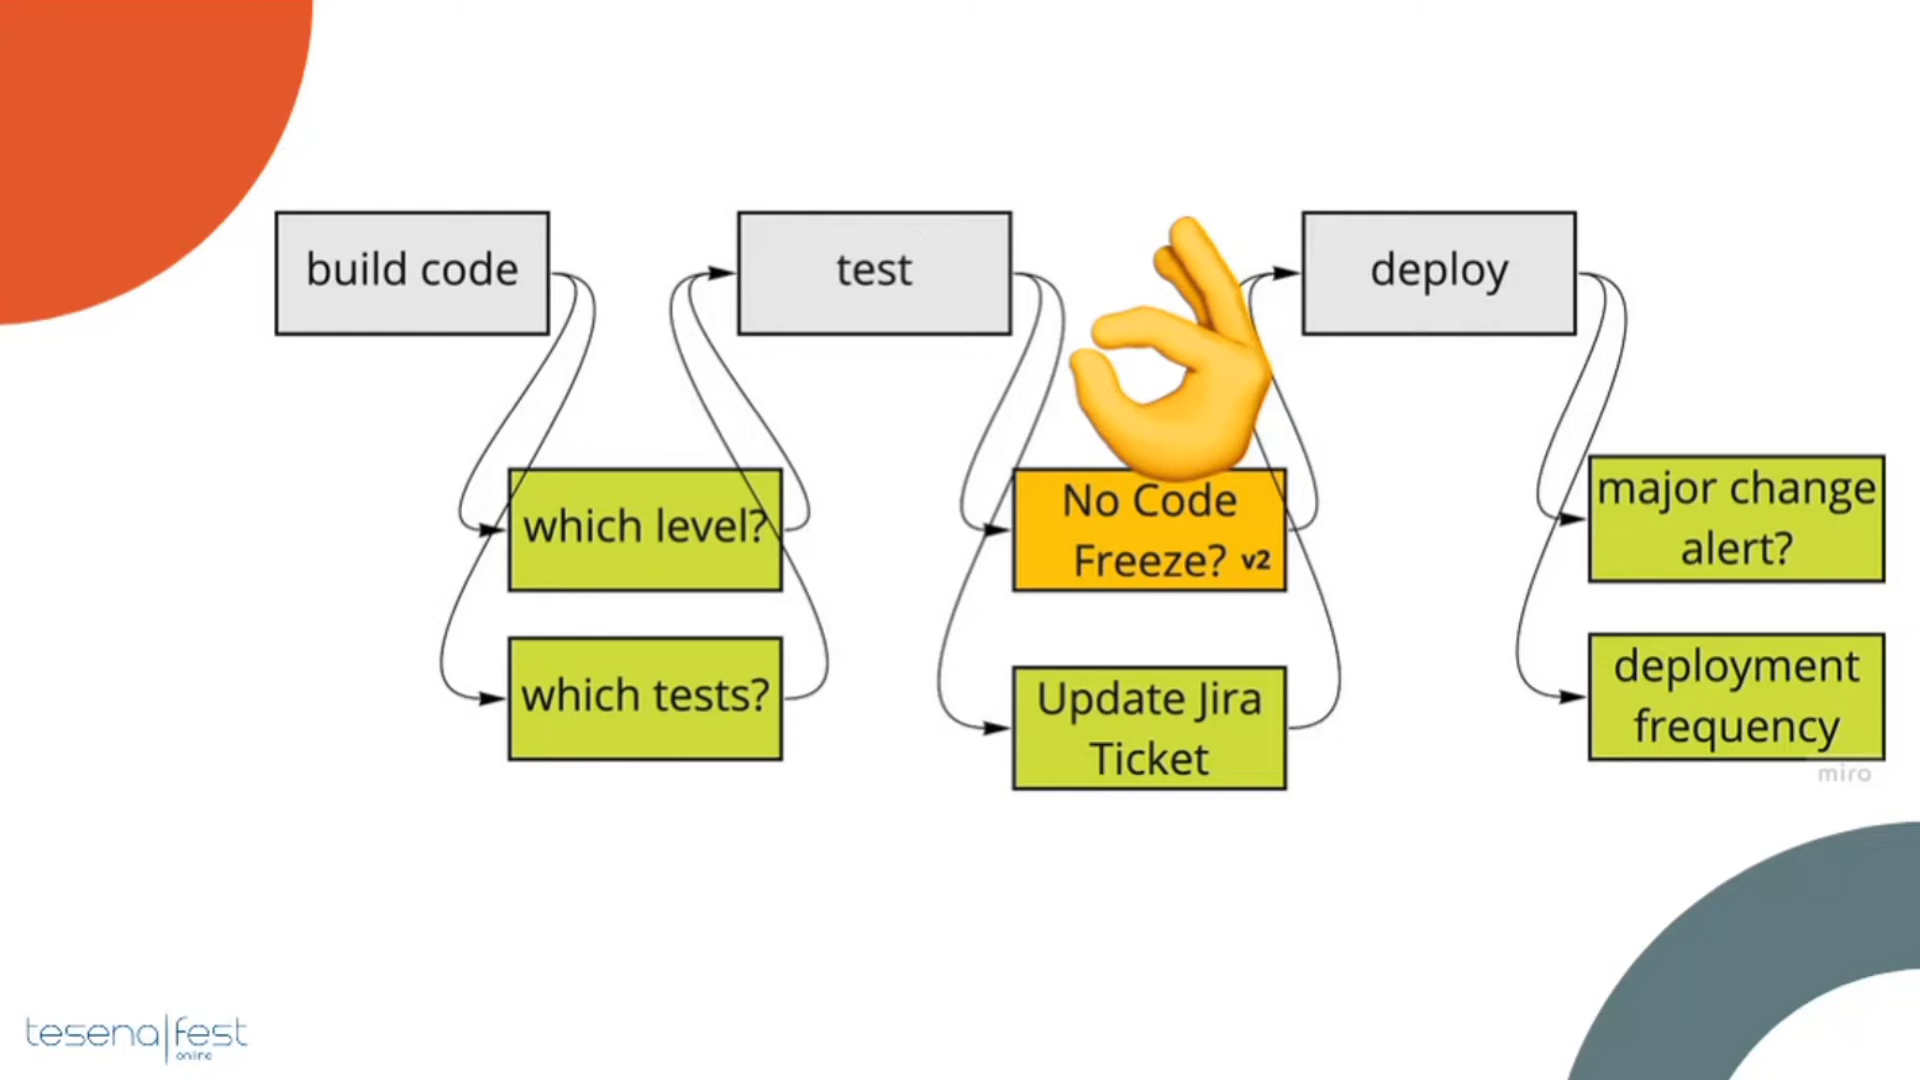 build code
test
deploy
which level?
No Code
Freeze? v2
major change
alert?
which tests?
Update Jira
Ticket
deployment
frequency
miro
tesena|fest
online